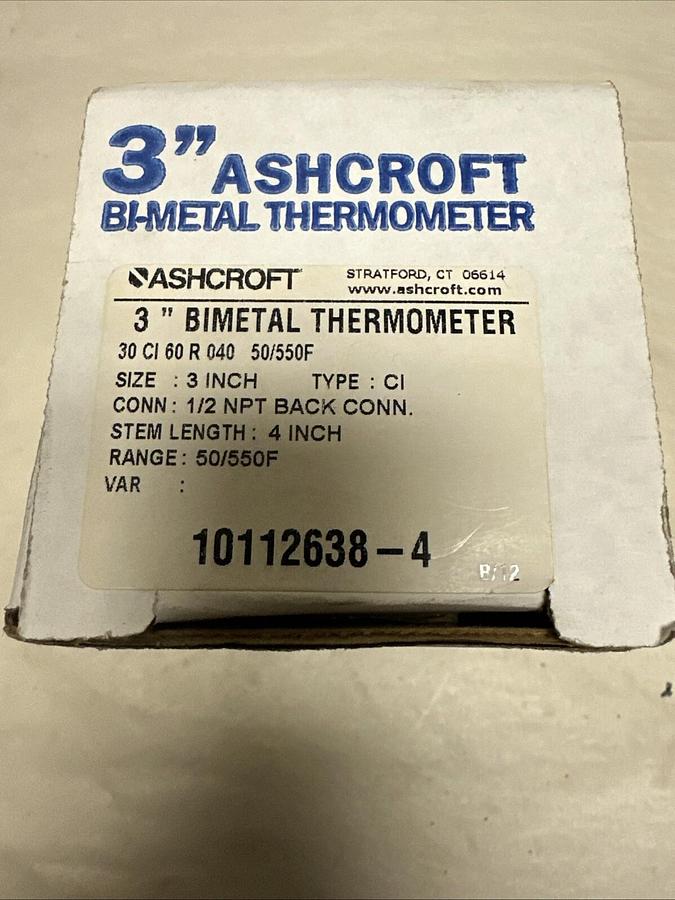 3” ASHCROFT
BI-METAL THERMOMETER
ASHCROFT
STRATFORD, CT 06614
www.ashcroft.com
3 " BIMETAL THERMOMETER
30 CI 60 R 040 50/550F
SIZE : 3 INCH TYPE : CI
CONN : 1/2 NPT BACK CONN.
STEM LENGTH : 4 INCH
RANGE : 50/550F
VAR :
10112638-4